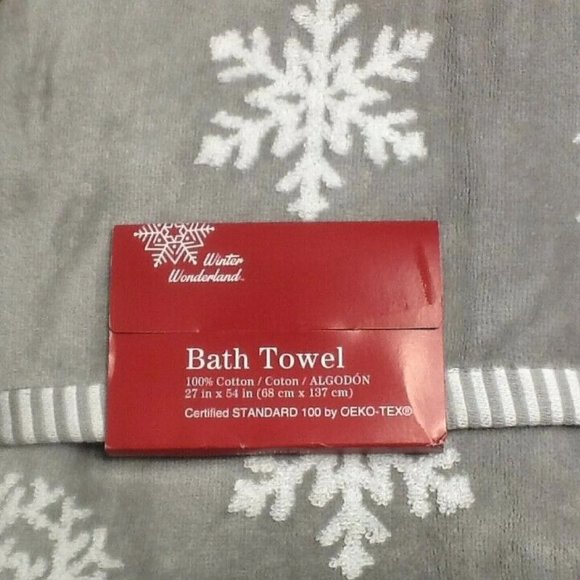 Winter
Wonderland™
Bath Towel
100% Cotton / Coton / ALGODÓN
27 in x 54 in (68 cm x 137 cm)
Certified STANDARD 100 by OEKO-TEX®